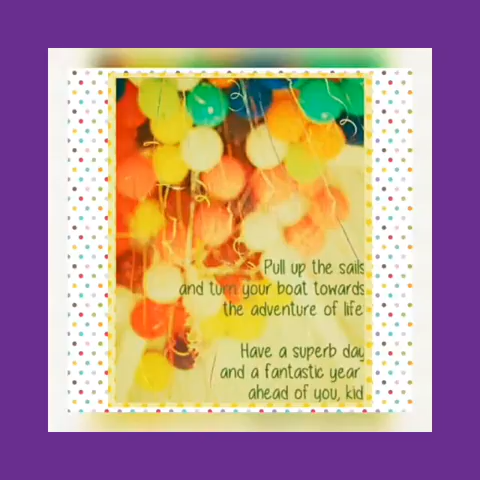 Pull up the sails
and turn your boat towards
the adventure of life
Have a superb day
and a fantastic year
ahead of you, kid